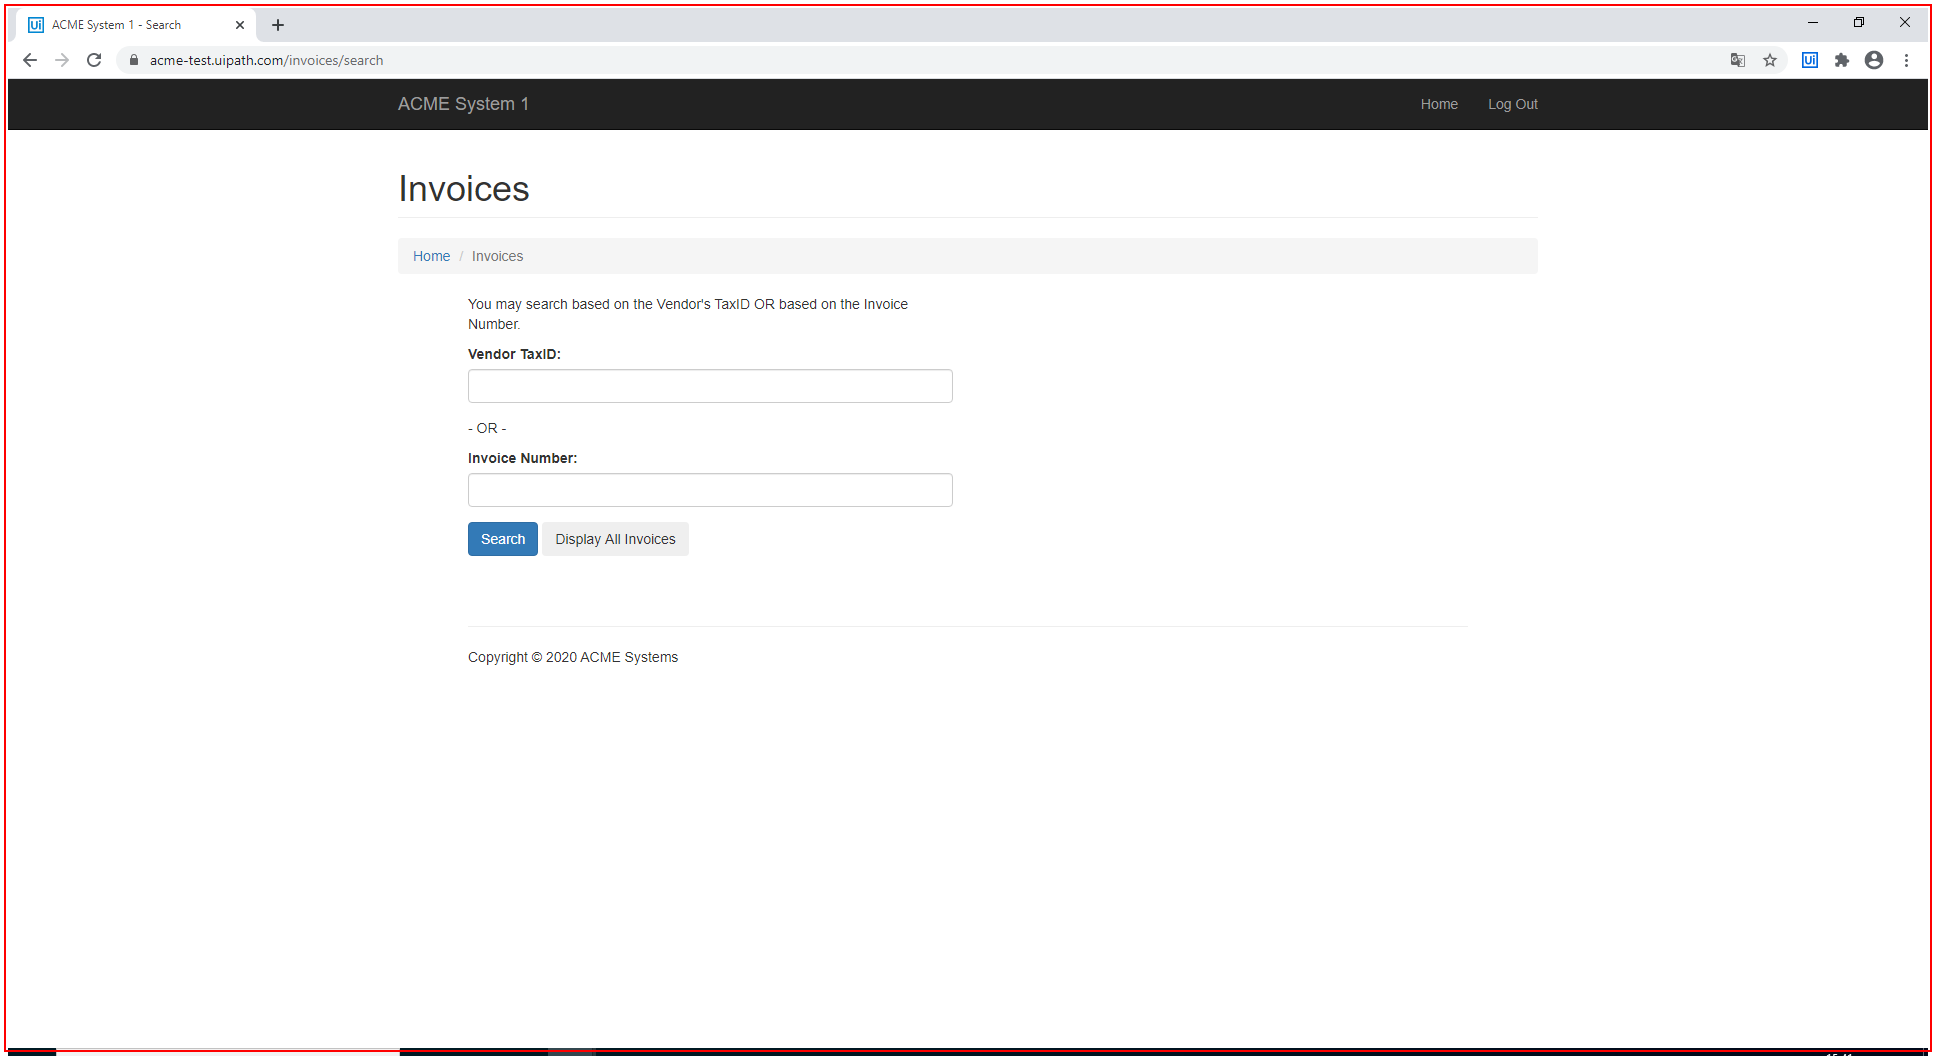 Ui ACME System 1 - Search
acme-test.uipath.com/invoices/search Ui
ACME System 1 Home Log Out
Invoices
Home / Invoices
You may search based on the Vendor's TaxID OR based on the Invoice
Number.
Vendor TaxID:
- OR -
Invoice Number:
Search Display All Invoices
Copyright © 2020 ACME Systems